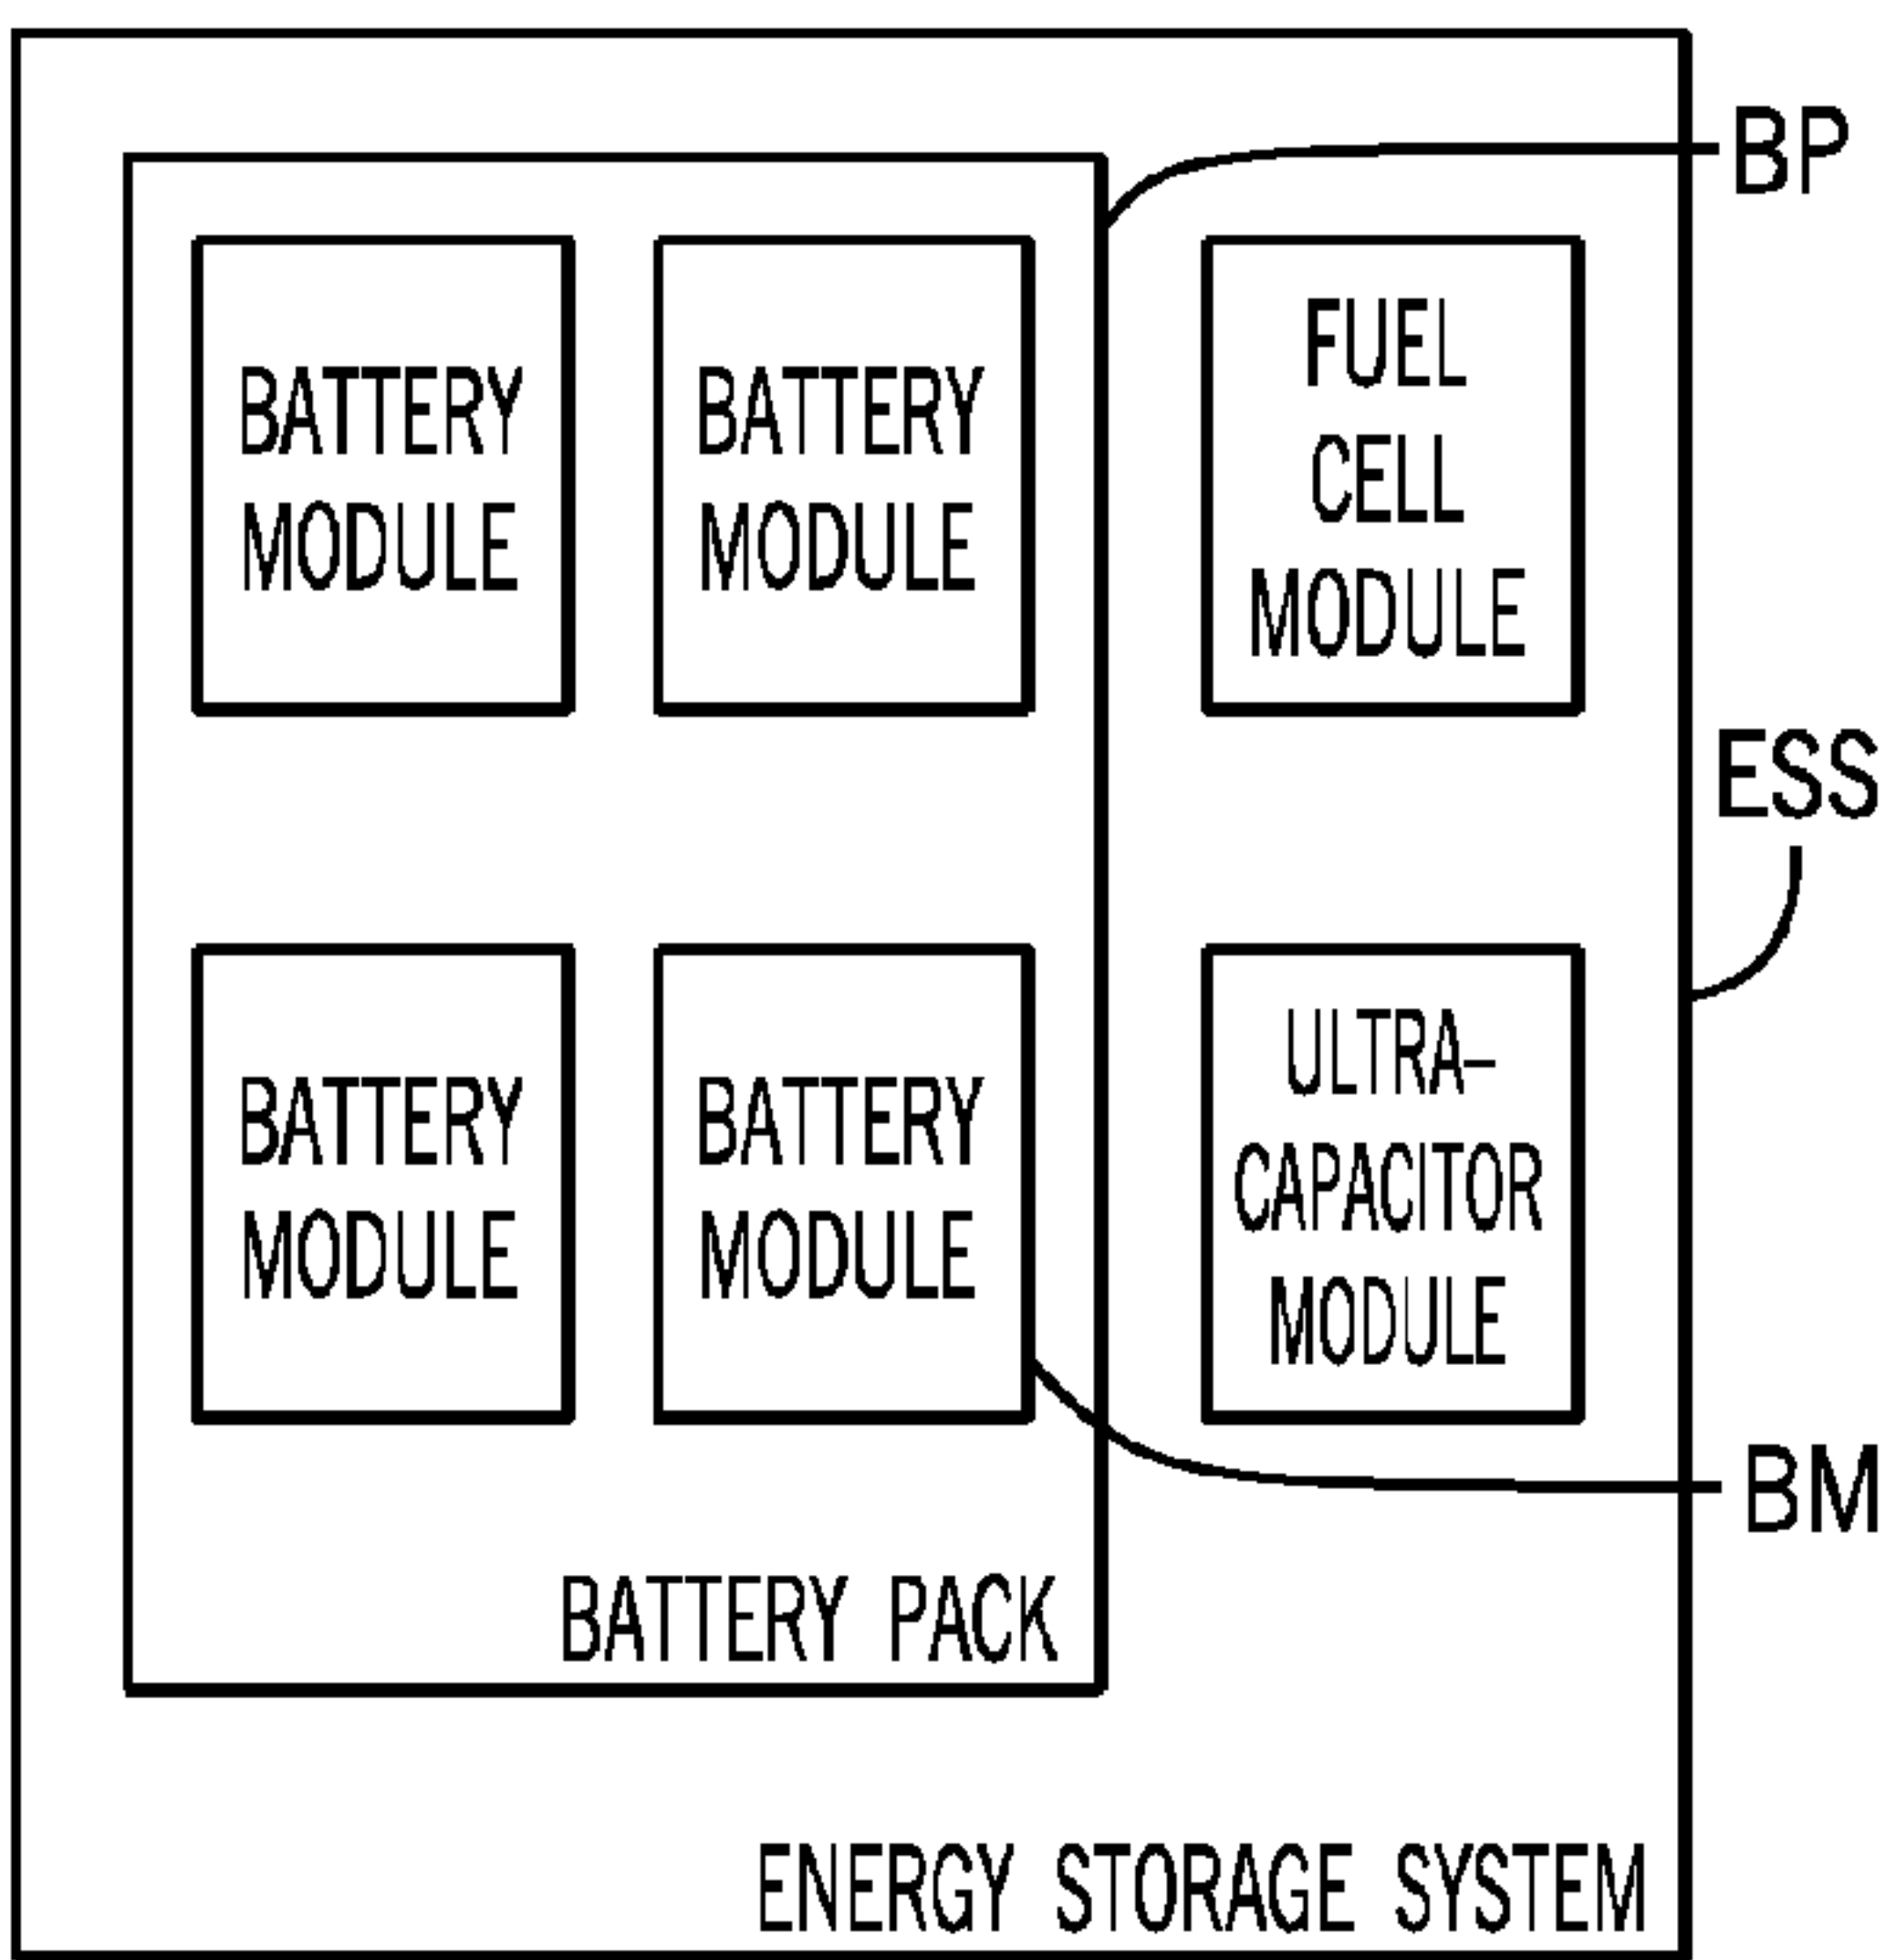 BP
BATTERY
MODULE
BATTERY
MODULE
FUEL
CELL
MODULE
ESS
BATTERY
MODULE
BATTERY
MODULE
ULTRA–
CAPACITOR
MODULE
BM
BATTERY PACK
ENERGY STORAGE SYSTEM